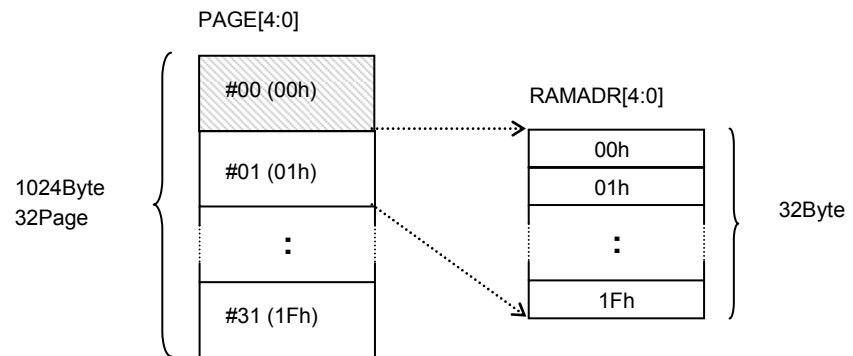 PAGE[4:0]
#00 (00h)
#01 (01h)
:
#31 (1Fh)
1024Byte
32Page
RAMADR[4:0]
00h
01h
:
1Fh
32Byte